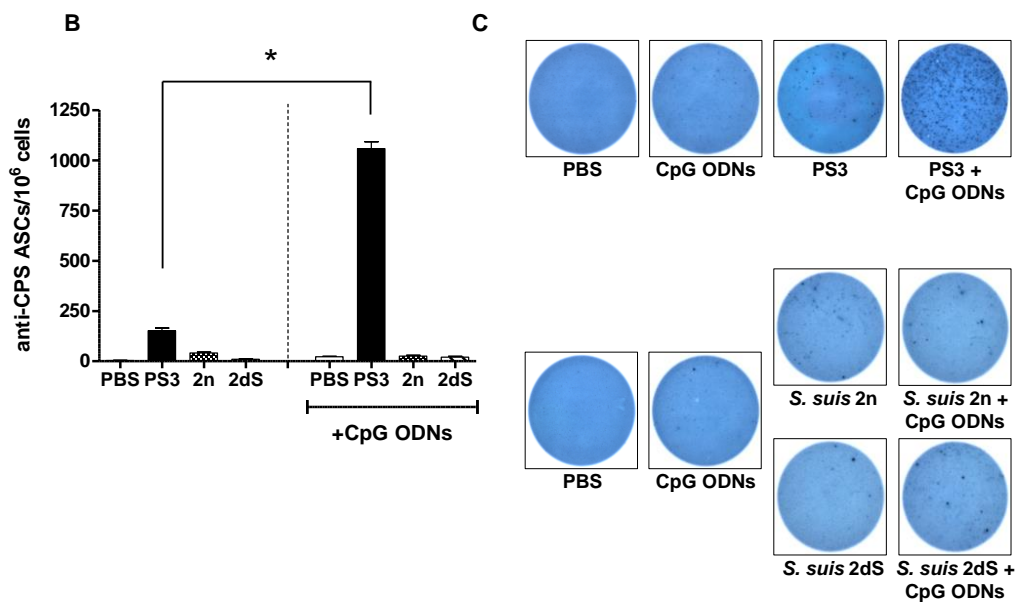 B
*
anti-CPS ASCs/10⁶ cells
1250
1000
750
500
250
0
PBS PS3 2n 2dS PBS PS3 2n 2dS
+CpG ODNs
C
PBS CpG ODNs PS3 PS3 +
CpG ODNs
S. suis 2n S. suis 2n +
CpG ODNs
PBS CpG ODNs
S. suis 2dS S. suis 2dS +
CpG ODNs